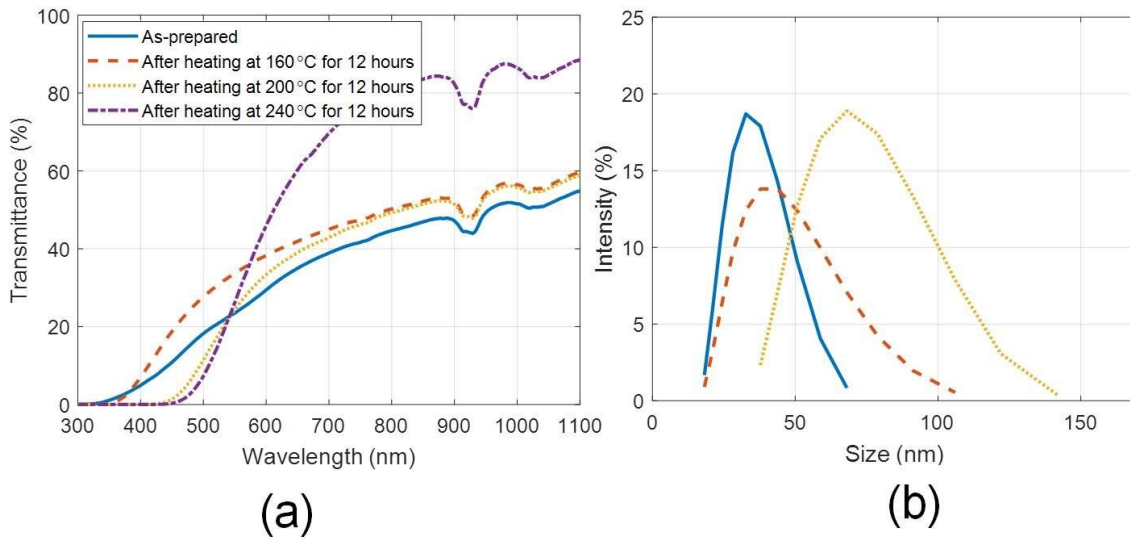 100
80
60
40
20
0
Transmittance (%)
As-prepared
After heating at 160°C for 12 hours
After heating at 200°C for 12 hours
After heating at 240°C for 12 hours
300 400 500 600 700 800 900 1000 1100
Wavelength (nm)
(a)
25
20
15
10
5
0
Intensity (%)
0 50 100 150
Size (nm)
(b)